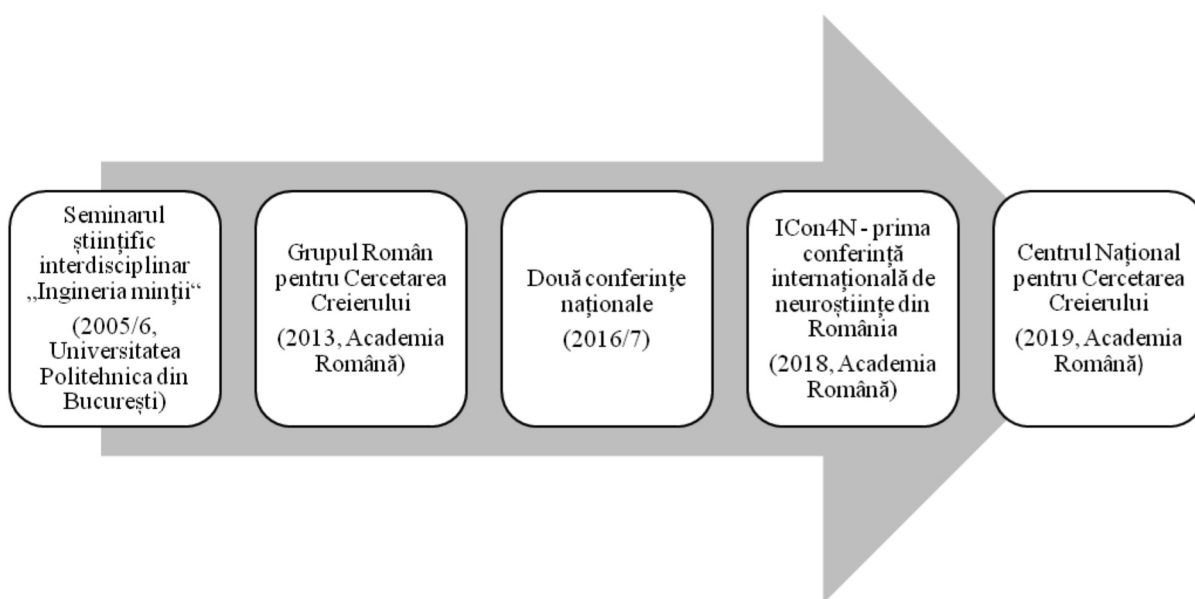 Seminarul
științific
interdisciplinar
„Ingineria minții“
(2005/6,
Universitatea
Politehnica din
București)
Grupul Român
pentru Cercetarea
Creierului
(2013, Academia
Română)
Două conferințe
naționale
(2016/7)
ICon4N - prima
conferință
internațională de
neuroștiințe din
România
(2018, Academia
Română)
Centrul Național
pentru Cercetarea
Creierului
(2019, Academia
Română)